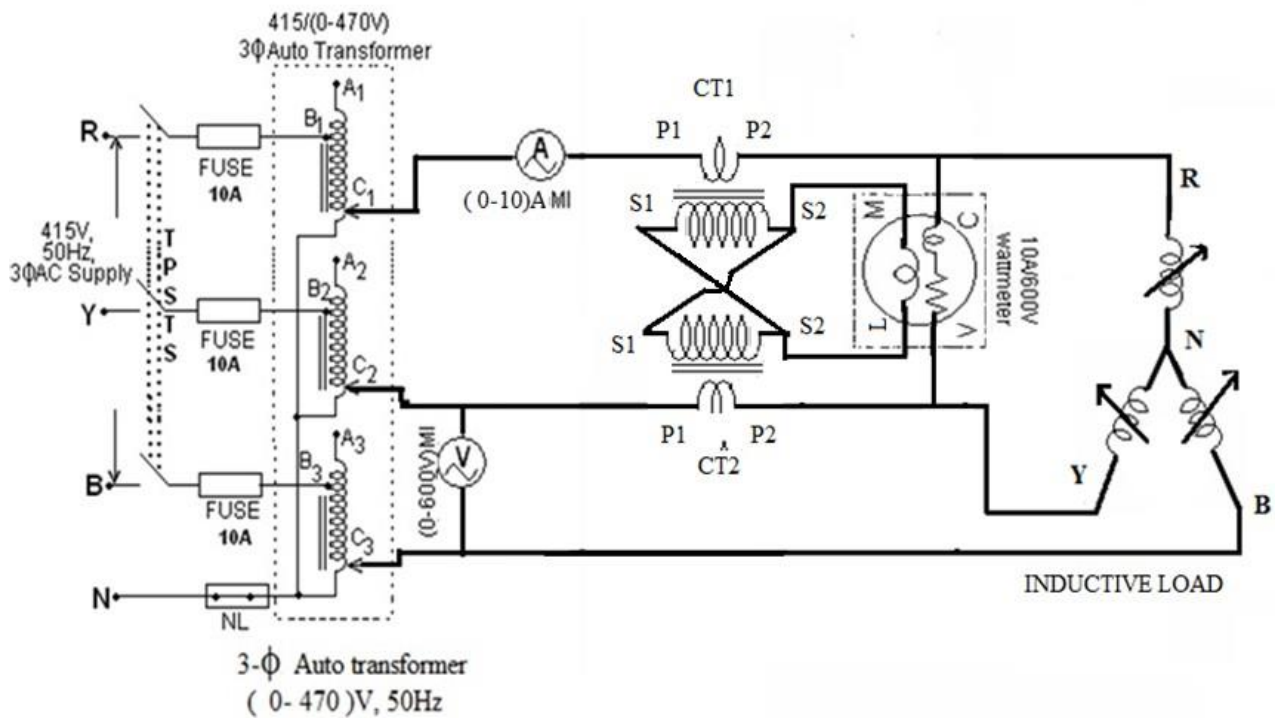 415/(0-470V)
3ϕAuto Transformer
A1
B1
C1
R
FUSE
10A
415V,
50Hz,
3ϕAC Supply
T
P
S
T
S
A2
B2
C2
Y
FUSE
10A
A3
B3
C3
B
FUSE
10A
N
NL
3-ϕ Auto transformer
( 0- 470 )V, 50Hz
A
( 0-10)A MI
CT1
P1 P2
S1 S2
S1 S2
P1 P2
CT2
V
(0-600V)MI
M C
L V
10A/600V
wattmeter
R
N
Y
B
INDUCTIVE LOAD